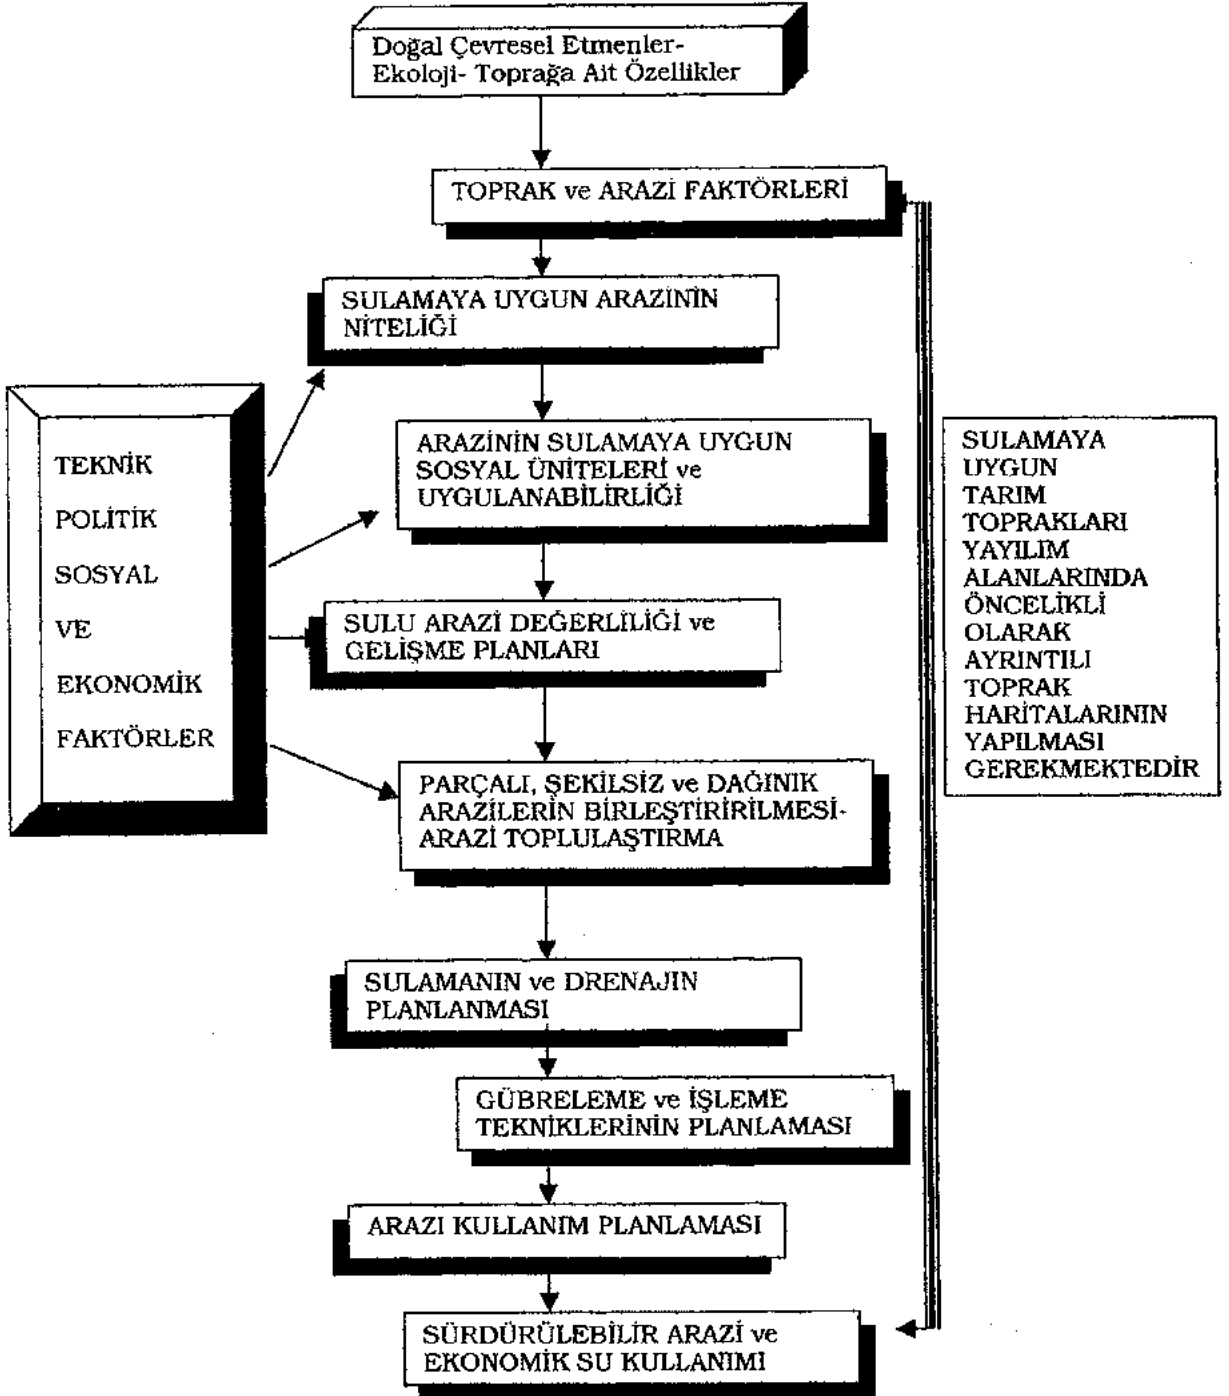 Doğal Çevresel Etmenler-
Ekoloji- Toprağa Ait Özellikler
TOPRAK ve ARAZİ FAKTÖRLERİ
SULAMAYA UYGUN ARAZİNİN
NİTELİĞİ
ARAZİNİN SULAMAYA UYGUN
SOSYAL ÜNİTELERİ ve
UYGULANABİLİRLİĞİ
SULU ARAZİ DEĞERLİLİĞİ ve
GELİŞME PLANLARI
PARÇALI, ŞEKİLSİZ ve DAĞINIK
ARAZİLERİN BİRLEŞTİRİRİLMESİ-
ARAZİ TOPLULAŞTIRMA
SULAMANIN ve DRENAJIN
PLANLANMASI
GÜBRELEME ve İŞLEME
TEKNİKLERİNİN PLANLAMASI
ARAZI KULLANIM PLANLAMASI
SÜRDÜRÜLEBİLİR ARAZİ ve
EKONOMİK SU KULLANIMI
TEKNİK
POLİTİK
SOSYAL
VE
EKONOMİK
FAKTÖRLER
SULAMAYA
UYGUN
TARIM
TOPRAKLARI
YAYILIM
ALANLARINDA
ÖNCELİKLİ
OLARAK
AYRINTILI
TOPRAK
HARİTALARININ
YAPILMASI
GEREKMEKTEDİR